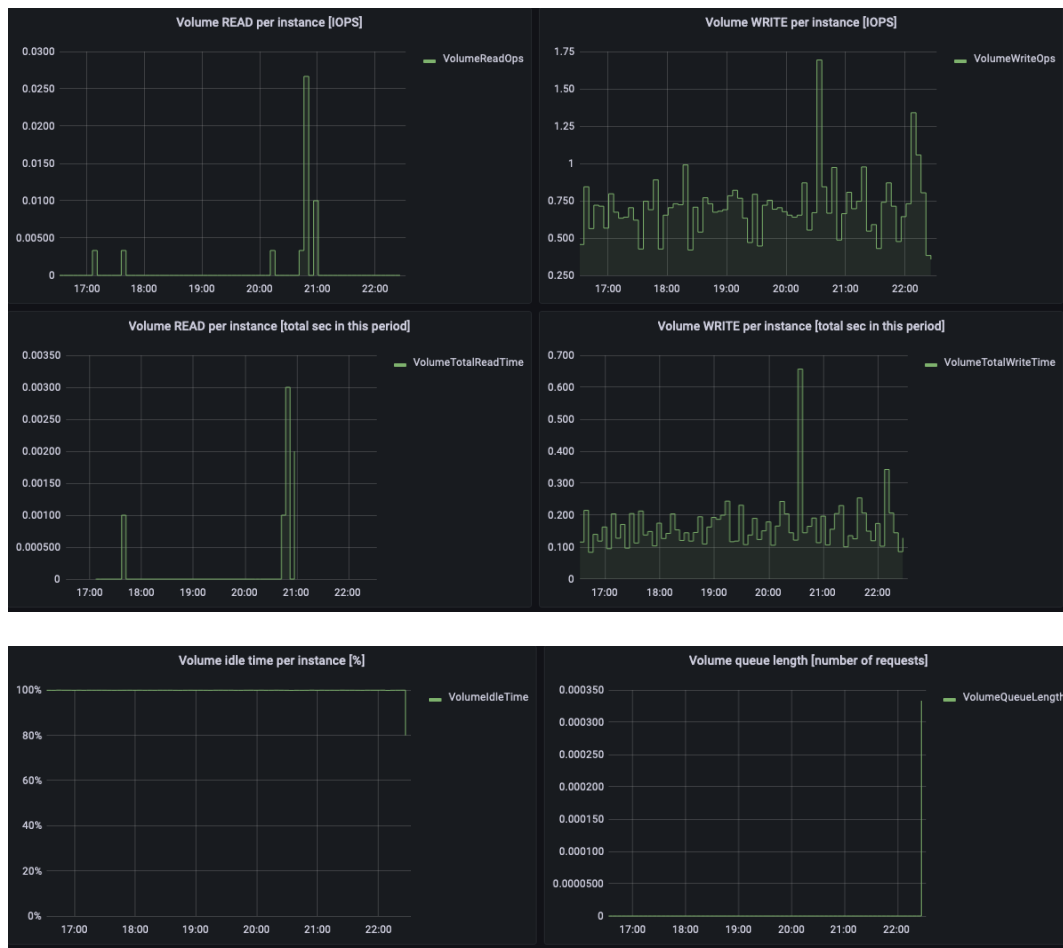 Volume READ per instance [IOPS]
0.0300
0.0250
0.0200
0.0150
0.0100
0.00500
0
17:00 18:00 19:00 20:00 21:00 22:00
VolumeReadOps
Volume WRITE per instance [IOPS]
1.75
1.50
1.25
1
0.750
0.500
0.250
17:00 18:00 19:00 20:00 21:00 22:00
VolumeWriteOps
Volume READ per instance [total sec in this period]
0.00350
0.00300
0.00250
0.00200
0.00150
0.00100
0.000500
0
17:00 18:00 19:00 20:00 21:00 22:00
VolumeTotalReadTime
Volume WRITE per instance [total sec in this period]
0.700
0.600
0.500
0.400
0.300
0.200
0.100
0
17:00 18:00 19:00 20:00 21:00 22:00
VolumeTotalWriteTime
Volume idle time per instance [%]
100%
80%
60%
40%
20%
0%
17:00 18:00 19:00 20:00 21:00 22:00
VolumeIdleTime
Volume queue length [number of requests]
0.000350
0.000300
0.000250
0.000200
0.000150
0.000100
0.0000500
0
17:00 18:00 19:00 20:00 21:00 22:00
VolumeQueueLength